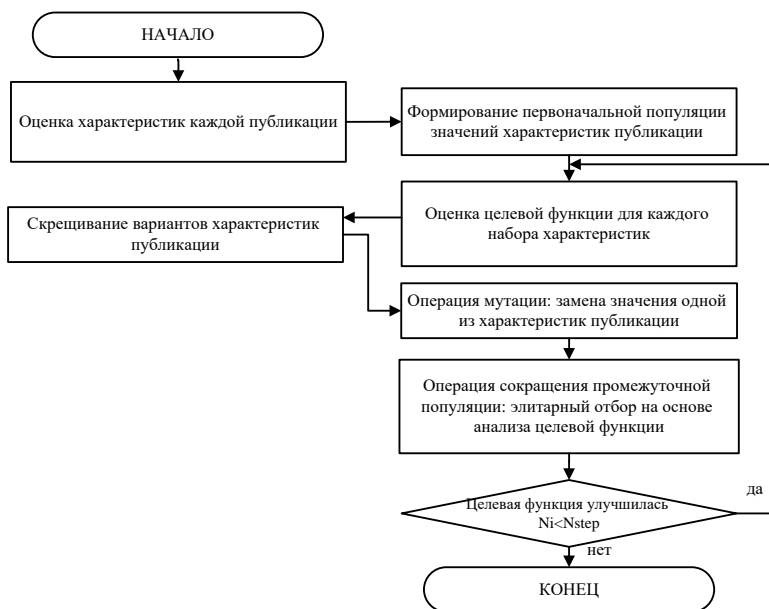 НАЧАЛО
Оценка характеристик каждой публикации
Формирование первоначальной популяции
значений характеристик публикации
Оценка целевой функции для каждого
набора характеристик
Скрещивание вариантов характеристик
публикации
Операция мутации: замена значения одной
из характеристик публикации
Операция сокращения промежуточной
популяции: элитарный отбор на основе
анализа целевой функции
Целевая функция улучшилась
Ni<Nstep
да
нет
КОНЕЦ